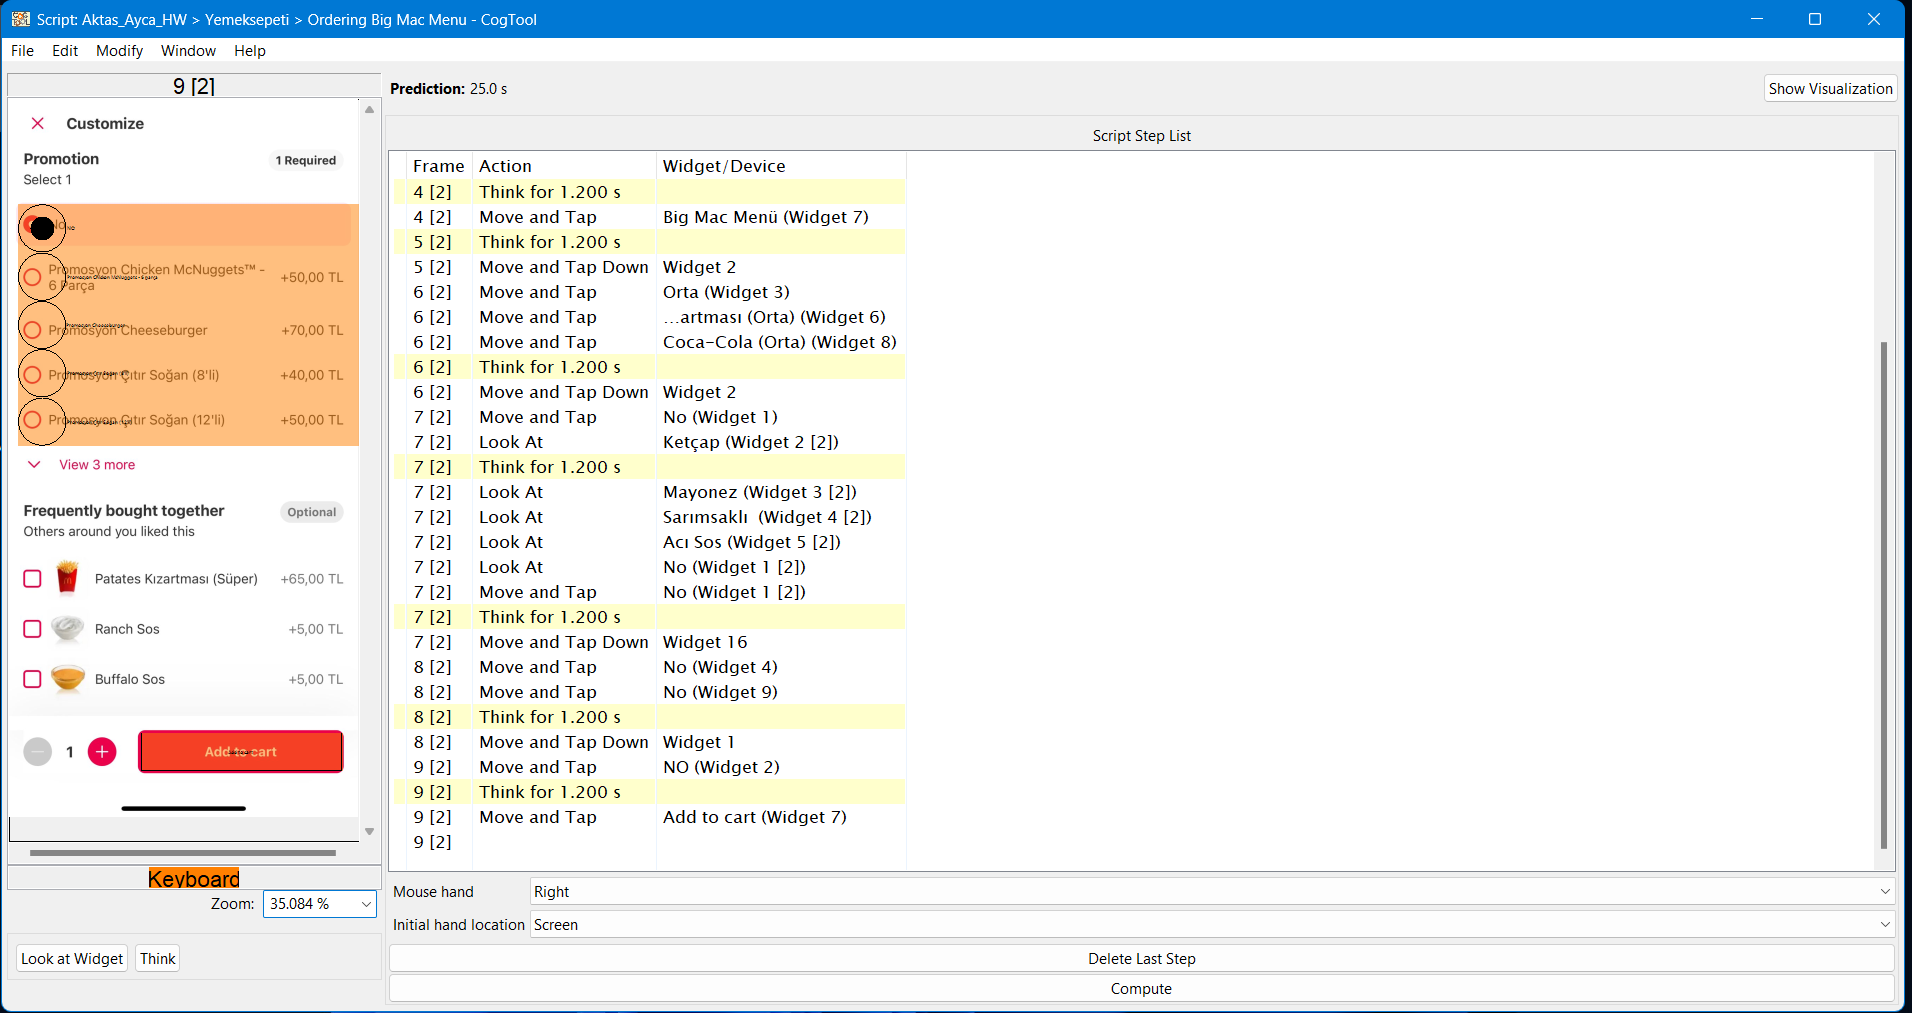 Script: Aktas_Ayca_HW > Yemeksepeti > Ordering Big Mac Menu - CogTool
File Edit Modify Window Help
9 [2]
Customize
Promotion
1 Required
Select 1
No
Promosyon Chicken McNuggets™ - 6 Parça
+50,00 TL
Promosyon Cheeseburger
+70,00 TL
Promosyon Çıtır Soğan (8'li)
+40,00 TL
Promosyon Çıtır Soğan (12'li)
+50,00 TL
View 3 more
Frequently bought together
Optional
Others around you liked this
Patates Kızartması (Süper)
+65,00 TL
Ranch Sos
+5,00 TL
Buffalo Sos
+5,00 TL
1
Add to cart
Keyboard
Zoom: 35.084 %
Look at Widget
Think
Prediction: 25.0 s
Show Visualization
Script Step List
Frame Action Widget/Device
4 [2] Think for 1.200 s
4 [2] Move and Tap Big Mac Menü (Widget 7)
5 [2] Think for 1.200 s
5 [2] Move and Tap Down Widget 2
6 [2] Move and Tap Orta (Widget 3)
6 [2] Move and Tap ...artması (Orta) (Widget 6)
6 [2] Move and Tap Coca-Cola (Orta) (Widget 8)
6 [2] Think for 1.200 s
6 [2] Move and Tap Down Widget 2
7 [2] Move and Tap No (Widget 1)
7 [2] Look At Ketçap (Widget 2 [2])
7 [2] Think for 1.200 s
7 [2] Look At Mayonez (Widget 3 [2])
7 [2] Look At Sarımsaklı (Widget 4 [2])
7 [2] Look At Acı Sos (Widget 5 [2])
7 [2] Look At No (Widget 1 [2])
7 [2] Move and Tap No (Widget 1 [2])
7 [2] Think for 1.200 s
7 [2] Move and Tap Down Widget 16
8 [2] Move and Tap No (Widget 4)
8 [2] Move and Tap No (Widget 9)
8 [2] Think for 1.200 s
8 [2] Move and Tap Down Widget 1
9 [2] Move and Tap NO (Widget 2)
9 [2] Think for 1.200 s
9 [2] Move and Tap Add to cart (Widget 7)
9 [2]
Mouse hand Right
Initial hand location Screen
Delete Last Step
Compute